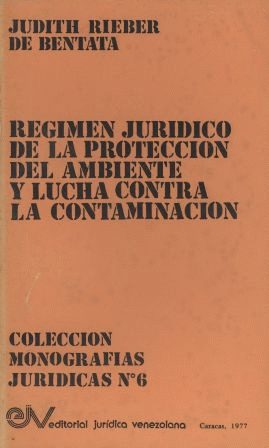 JUDITH RIEBER
DE BENTATA
REGIMEN JURIDICO
DE LA PROTECCION
DEL AMBIENTE
Y LUCHA CONTRA
LA CONTAMINACION
COLECCION
MONOGRAFIAS
JURIDICAS N°6
ejv editorial jurídica venezolana Caracas, 1977